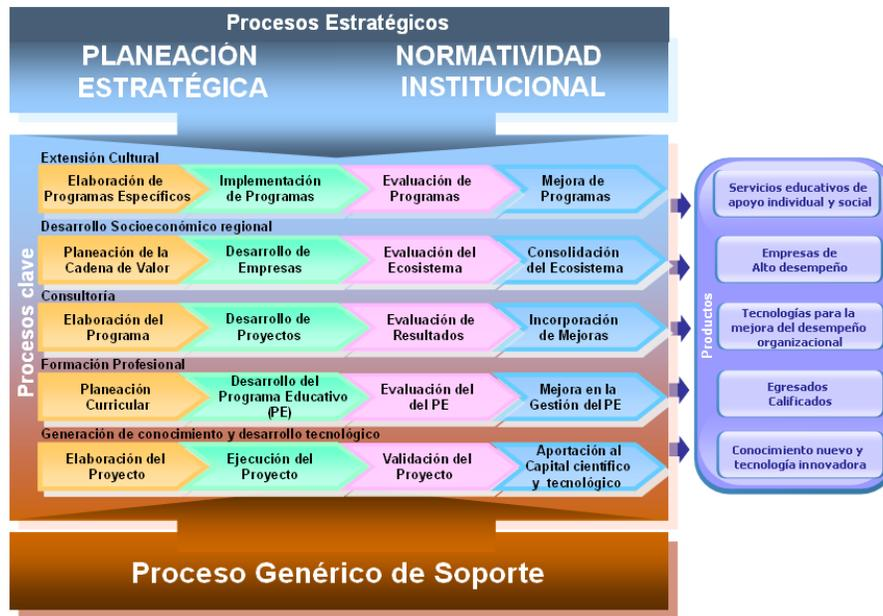 Procesos Estratégicos
PLANEACIÓN
ESTRATÉGICA
NORMATIVIDAD
INSTITUCIONAL
Procesos clave
Extensión Cultural
Elaboración de
Programas Específicos
Implementación
de Programas
Evaluación de
Programas
Mejora de
Programas
Desarrollo Socioeconómico regional
Planeación de la
Cadena de Valor
Desarrollo de
Empresas
Evaluación del
Ecosistema
Consolidación
del Ecosistema
Consultoría
Elaboración del
Programa
Desarrollo de
Proyectos
Evaluación de
Resultados
Incorporación
de Mejoras
Formación Profesional
Planeación
Curricular
Desarrollo del
Programa Educativo
(PE)
Evaluación del
del PE
Mejora en la
Gestión del PE
Generación de conocimiento y desarrollo tecnológico
Elaboración del
Proyecto
Ejecución del
Proyecto
Validación del
Proyecto
Aportación al
Capital científico
y tecnológico
Productos
Servicios educativos de
apoyo individual y social
Empresas de
Alto desempeño
Tecnologías para la
mejora del desempeño
organizacional
Egresados
Calificados
Conocimiento nuevo y
tecnología innovadora
Proceso Genérico de Soporte